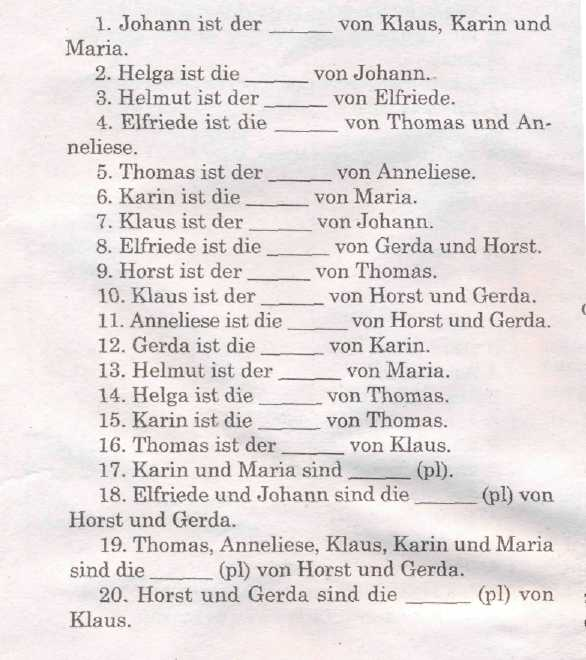 1. Johann ist der ______ von Klaus, Karin und
Maria.
2. Helga ist die ______ von Johann.
3. Helmut ist der ______ von Elfriede.
4. Elfriede ist die ______ von Thomas und An-
neliese.
5. Thomas ist der ______ von Anneliese.
6. Karin ist die ______ von Maria.
7. Klaus ist der ______ von Johann.
8. Elfriede ist die ______ von Gerda und Horst.
9. Horst ist der ______ von Thomas.
10. Klaus ist der ______ von Horst und Gerda.
11. Anneliese ist die ______ von Horst und Gerda.
12. Gerda ist die ______ von Karin.
13. Helmut ist der ______ von Maria.
14. Helga ist die ______ von Thomas.
15. Karin ist die ______ von Thomas.
16. Thomas ist der ______ von Klaus.
17. Karin und Maria sind ______ (pl).
18. Elfriede und Johann sind die ______ (pl) von
Horst und Gerda.
19. Thomas, Anneliese, Klaus, Karin und Maria
sind die ______ (pl) von Horst und Gerda.
20. Horst und Gerda sind die ______ (pl) von
Klaus.